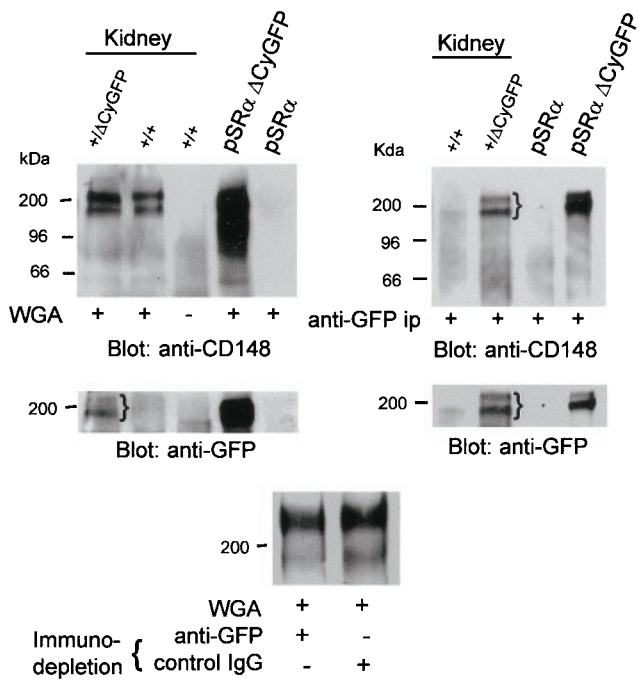 Kidney
+/ΔCyGFP
+/+
+/+
pSRα ΔCyGFP
pSRα
kDa
200
96
66
WGA + + - + +
Blot: anti-CD148
200
}
Blot: anti-GFP
Kidney
+/+
+/ΔCyGFP
pSRα
pSRα ΔCyGFP
Kda
200
}
96
66
anti-GFP ip + + + +
Blot: anti-CD148
200
}
Blot: anti-GFP
200
WGA + +
Immuno-depletion { anti-GFP + -
control IgG - +